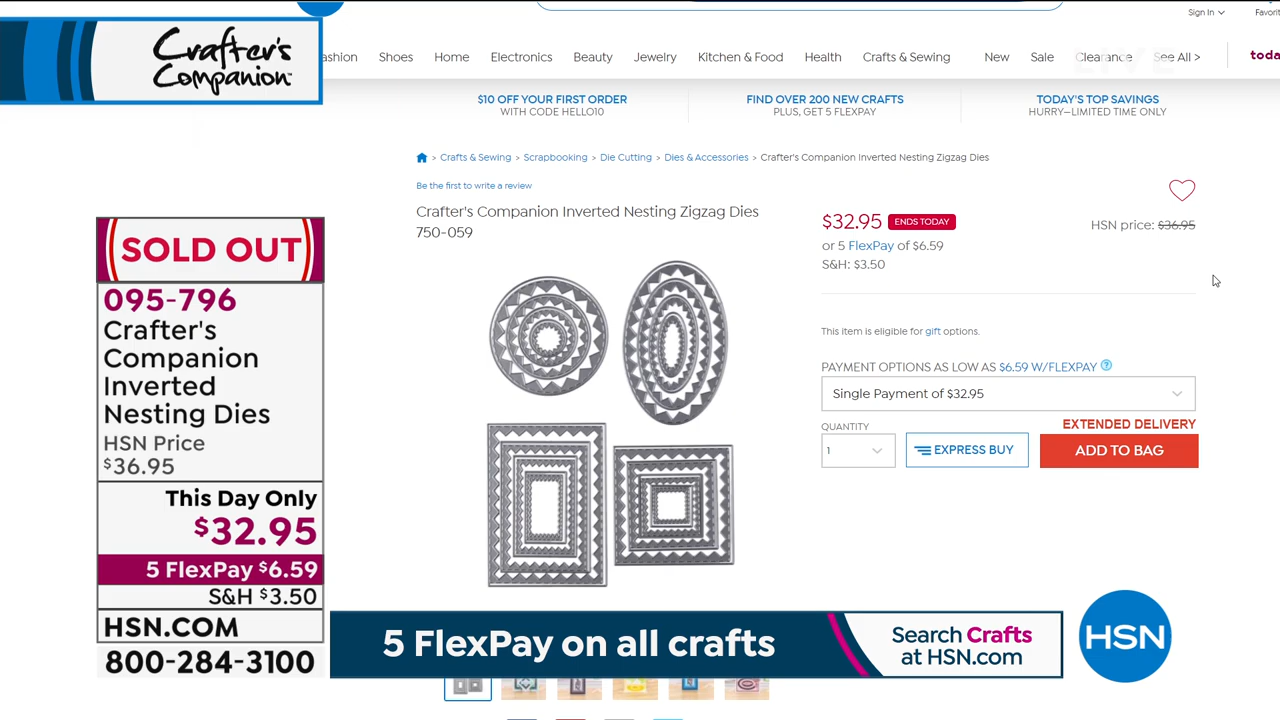 Crafter's
Companion
Sign In
Favori
ashion Shoes Home Electronics Beauty Jewelry Kitchen & Food Health Crafts & Sewing New Sale Clearance See All > toda
LIVE
$10 OFF YOUR FIRST ORDER
WITH CODE HELLO10
FIND OVER 200 NEW CRAFTS
PLUS, GET 5 FLEXPAY
TODAY'S TOP SAVINGS
HURRY—LIMITED TIME ONLY
> Crafts & Sewing > Scrapbooking > Die Cutting > Dies & Accessories > Crafter's Companion Inverted Nesting Zigzag Dies
Be the first to write a review
Crafter's Companion Inverted Nesting Zigzag Dies
750-059
$32.95 ENDS TODAY
HSN price: $36.95
or 5 FlexPay of $6.59
S&H: $3.50
This item is eligible for gift options.
PAYMENT OPTIONS AS LOW AS $6.59 W/FLEXPAY ?
Single Payment of $32.95
QUANTITY
1
EXPRESS BUY
EXTENDED DELIVERY
ADD TO BAG
SOLD OUT
095-796
Crafter's
Companion
Inverted
Nesting Dies
HSN Price
$36.95
This Day Only
$32.95
5 FlexPay $6.59
S&H $3.50
HSN.COM
800-284-3100
5 FlexPay on all crafts
Search Crafts
at HSN.com
HSN